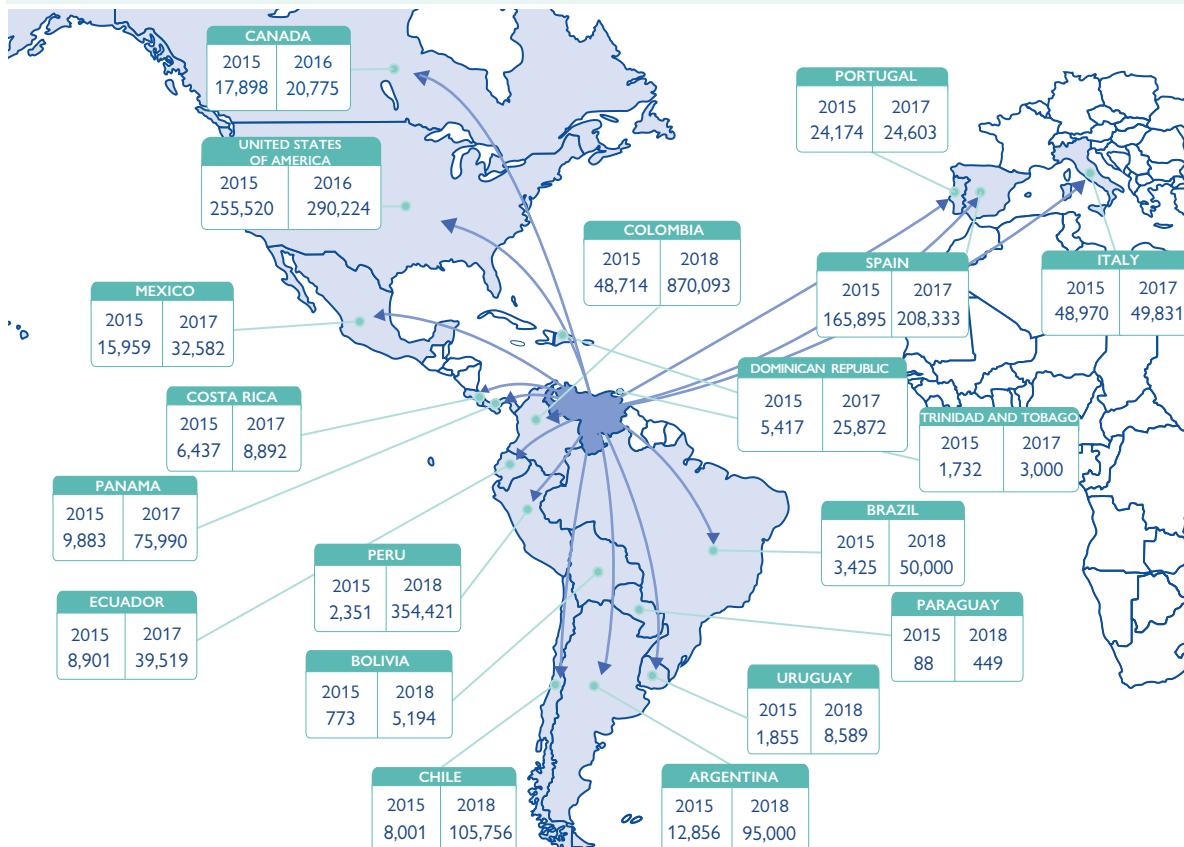 CANADA
2015 2016
17,898 20,775
UNITED STATES
OF AMERICA
2015 2016
255,520 290,224
PORTUGAL
2015 2017
24,174 24,603
COLOMBIA
2015 2018
48,714 870,093
SPAIN
2015 2017
165,895 208,333
ITALY
2015 2017
48,970 49,831
MEXICO
2015 2017
15,959 32,582
DOMINICAN REPUBLIC
2015 2017
5,417 25,872
COSTA RICA
2015 2017
6,437 8,892
TRINIDAD AND TOBAGO
2015 2017
1,732 3,000
PANAMA
2015 2017
9,883 75,990
BRAZIL
2015 2018
3,425 50,000
PERU
2015 2018
2,351 354,421
ECUADOR
2015 2017
8,901 39,519
PARAGUAY
2015 2018
88 449
BOLIVIA
2015 2018
773 5,194
URUGUAY
2015 2018
1,855 8,589
CHILE
2015 2018
8,001 105,756
ARGENTINA
2015 2018
12,856 95,000